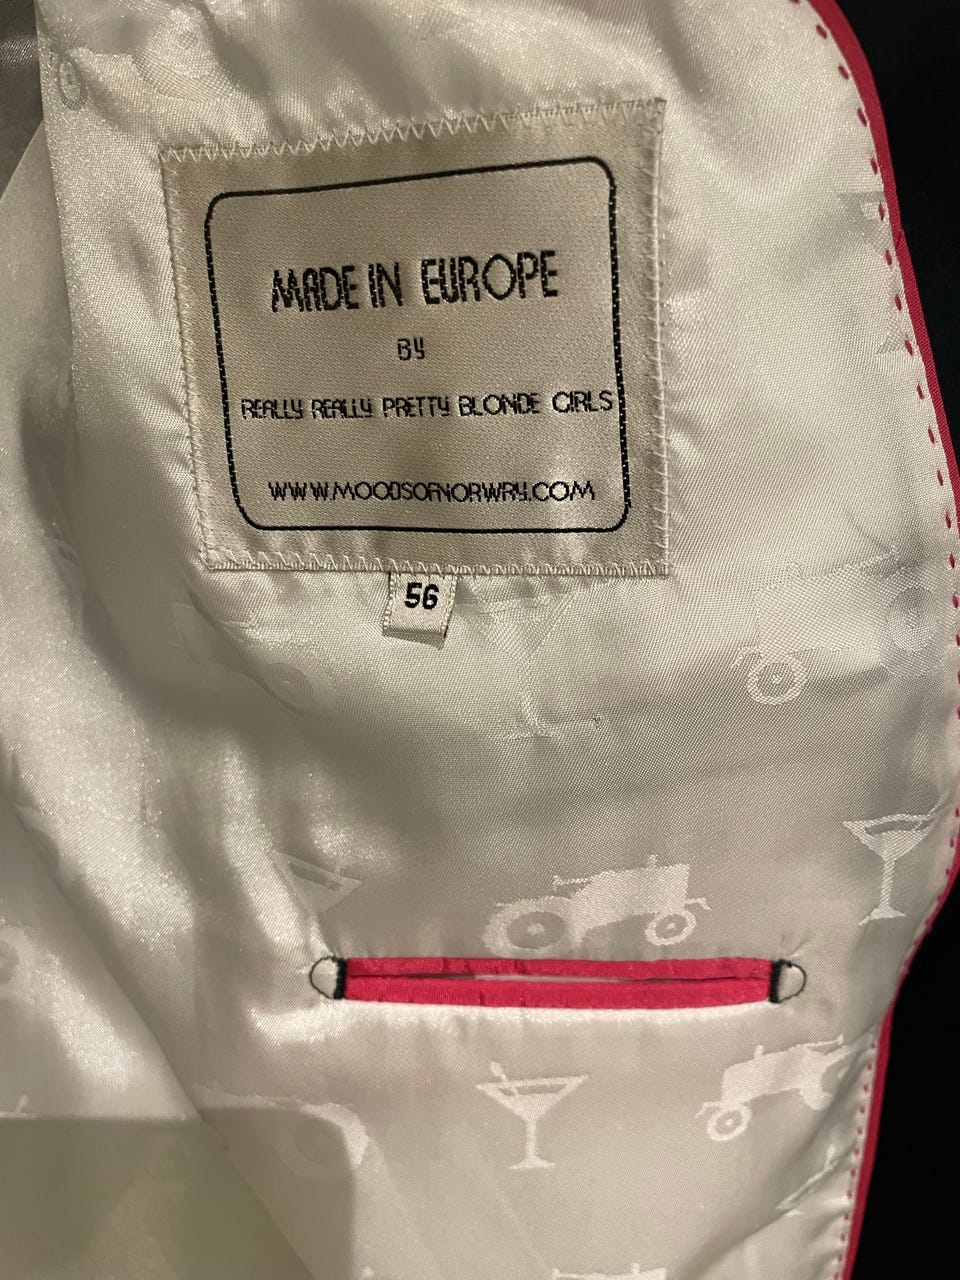 MADE IN EUROPE
BY
REALLY REALLY PRETTY BLONDE GIRLS
WWW.MOODSOFNORWAY.COM
56